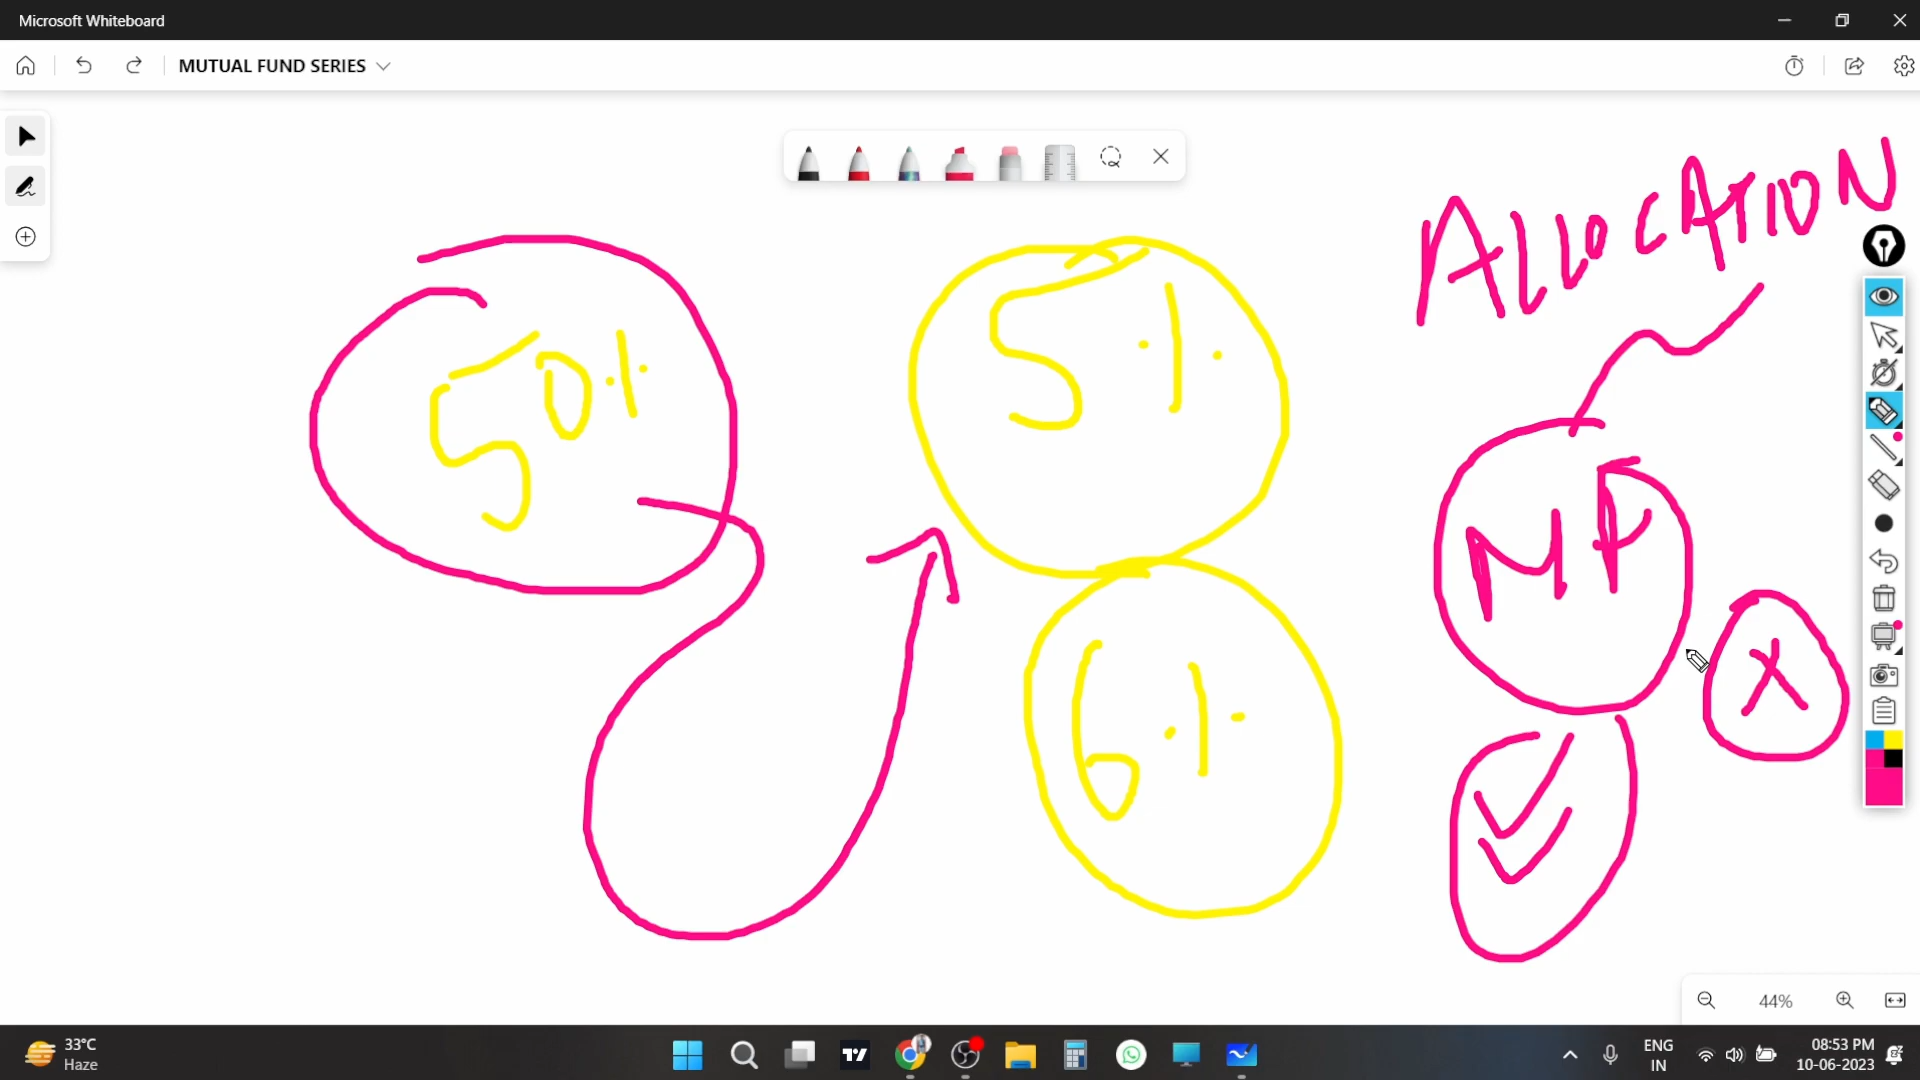 Microsoft Whiteboard
MUTUAL FUND SERIES
ALLOCATION
50%
5%
6%
MP
X
44%
33°C
Haze
ENG
IN
08:53 PM
10-06-2023